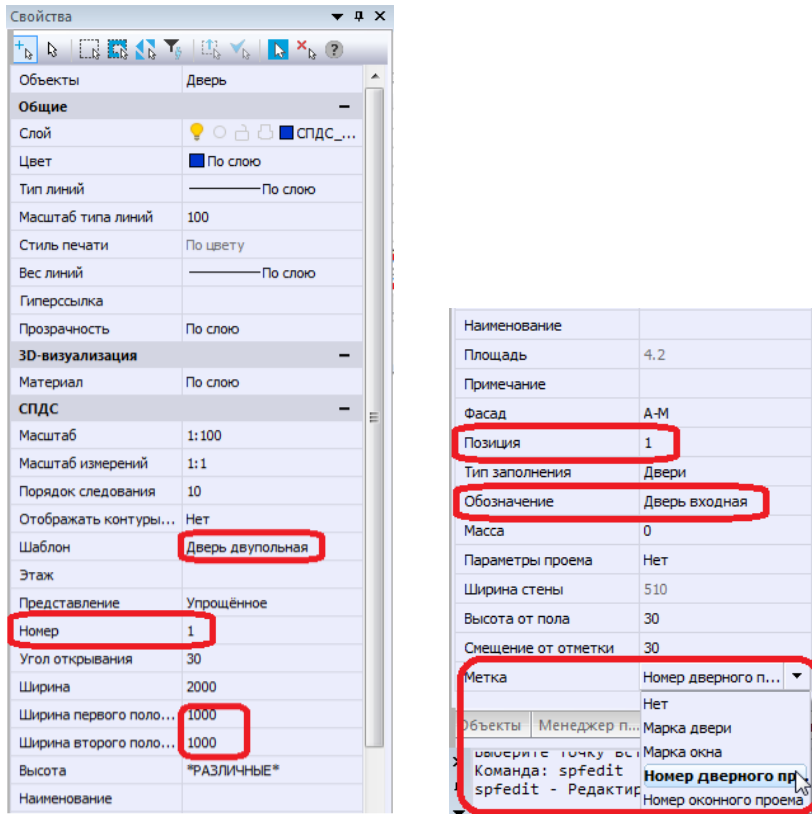 Свойства
Объекты Дверь
Общие
Слой СПДС_...
Цвет По слою
Тип линий По слою
Масштаб типа линий 100
Стиль печати По цвету
Вес линий По слою
Гиперссылка
Прозрачность По слою
3D-визуализация
Материал По слою
СПДС
Масштаб 1:100
Масштаб измерений 1:1
Порядок следования 10
Отображать контуры... Нет
Шаблон Дверь двупольная
Этаж
Представление Упрощённое
Номер 1
Угол открывания 30
Ширина 2000
Ширина первого поло... 1000
Ширина второго поло... 1000
Высота *РАЗЛИЧНЫЕ*
Наименование
Наименование
Площадь 4.2
Примечание
Фасад А-М
Позиция 1
Тип заполнения Двери
Обозначение Дверь входная
Масса 0
Параметры проема Нет
Ширина стены 510
Высота от пола 30
Смещение от отметки 30
Метка Номер дверного п...
Нет
Объекты Менеджер п... Марка двери
Марка окна
Команда: spfedit Номер дверного пр
spfedit - Редактир
Номер оконного проема